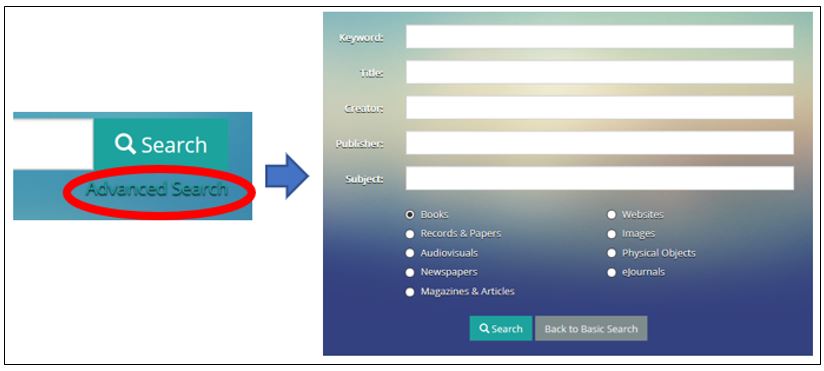 Search
Advanced Search
Keyword:
Title:
Creator:
Publisher:
Subject:
Books
Websites
Records & Papers
Images
Audiovisuals
Physical Objects
Newspapers
eJournals
Magazines & Articles
Search
Back to Basic Search